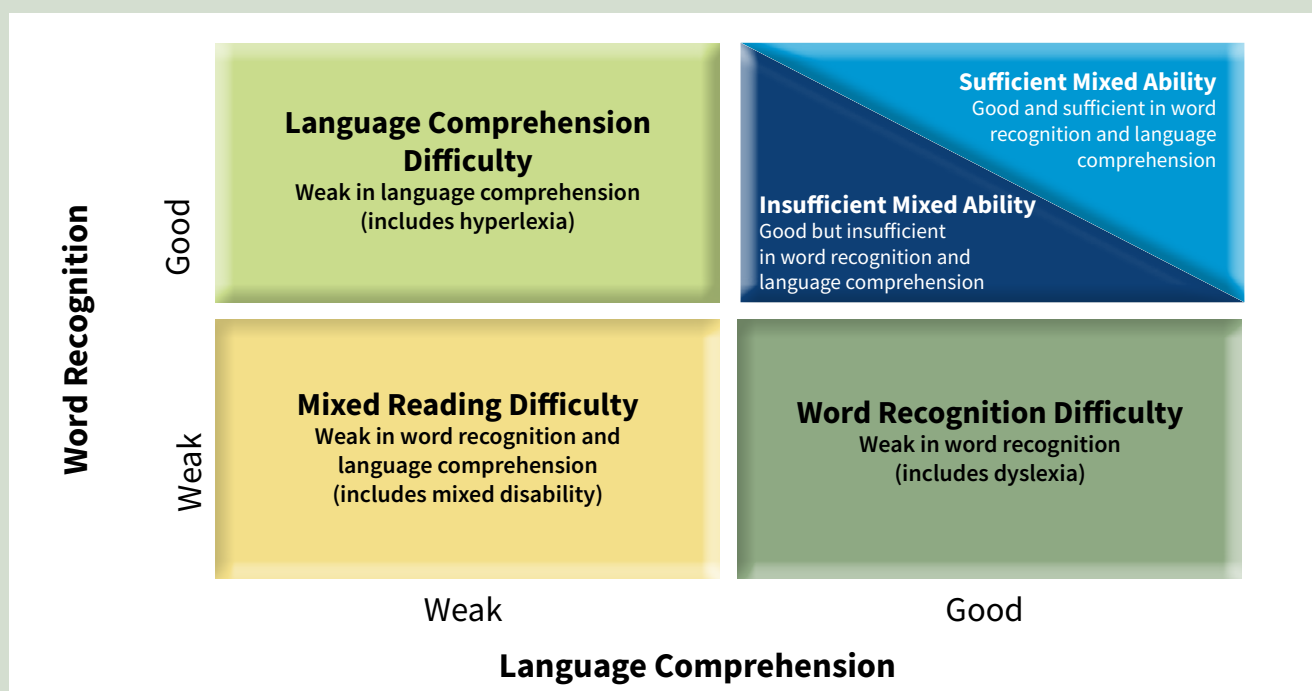 Word Recognition
Good
Weak
Language Comprehension
Difficulty
Weak in language comprehension
(includes hyperlexia)
Sufficient Mixed Ability
Good and sufficient in word
recognition and language
comprehension
Insufficient Mixed Ability
Good but insufficient
in word recognition and
language comprehension
Mixed Reading Difficulty
Weak in word recognition and
language comprehension
(includes mixed disability)
Word Recognition Difficulty
Weak in word recognition
(includes dyslexia)
Weak
Good
Language Comprehension